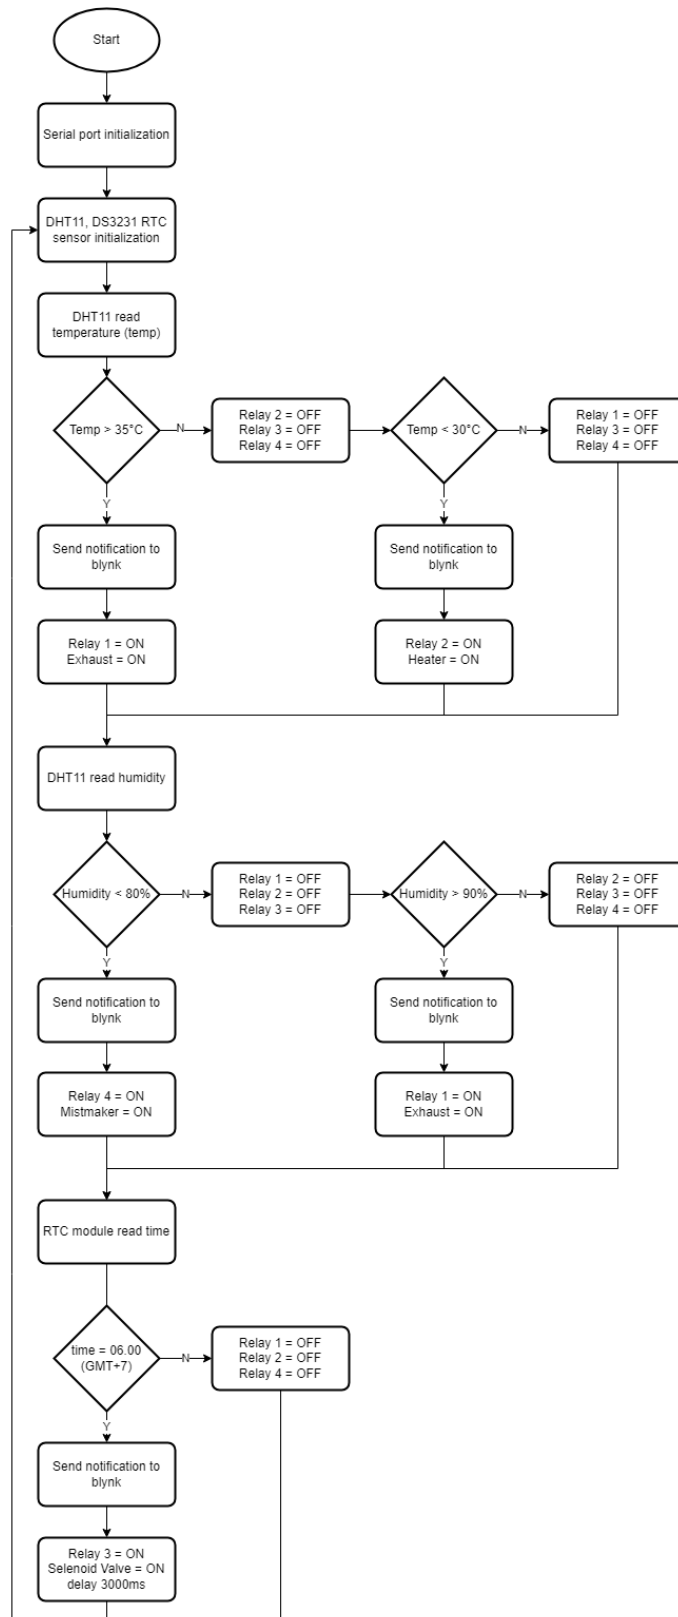 Start
Serial port initialization
DHT11, DS3231 RTC
sensor initialization
DHT11 read
temperature (temp)
Temp > 35°C
N
Relay 2 = OFF
Relay 3 = OFF
Relay 4 = OFF
Temp < 30°C
N
Relay 1 = OFF
Relay 3 = OFF
Relay 4 = OFF
Y
Y
Send notification to
blynk
Send notification to
blynk
Relay 1 = ON
Exhaust = ON
Relay 2 = ON
Heater = ON
DHT11 read humidity
Humidity < 80%
N
Relay 1 = OFF
Relay 2 = OFF
Relay 3 = OFF
Humidity > 90%
N
Relay 2 = OFF
Relay 3 = OFF
Relay 4 = OFF
Y
Y
Send notification to
blynk
Send notification to
blynk
Relay 4 = ON
Mistmaker = ON
Relay 1 = ON
Exhaust = ON
RTC module read time
time = 06.00
(GMT+7)
N
Relay 1 = OFF
Relay 2 = OFF
Relay 4 = OFF
Y
Send notification to
blynk
Relay 3 = ON
Selenoid Valve = ON
delay 3000ms